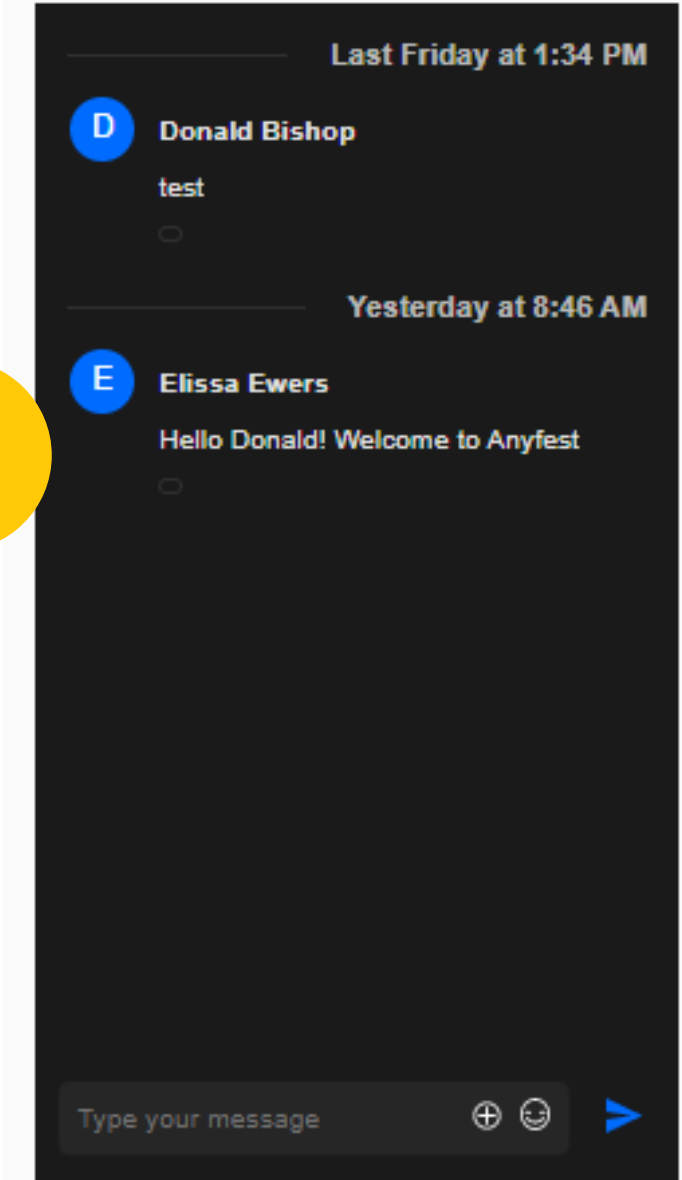 Last Friday at 1:34 PM
D
Donald Bishop
test
Yesterday at 8:46 AM
E
Elissa Ewers
Hello Donald! Welcome to Anyfest
Type your message